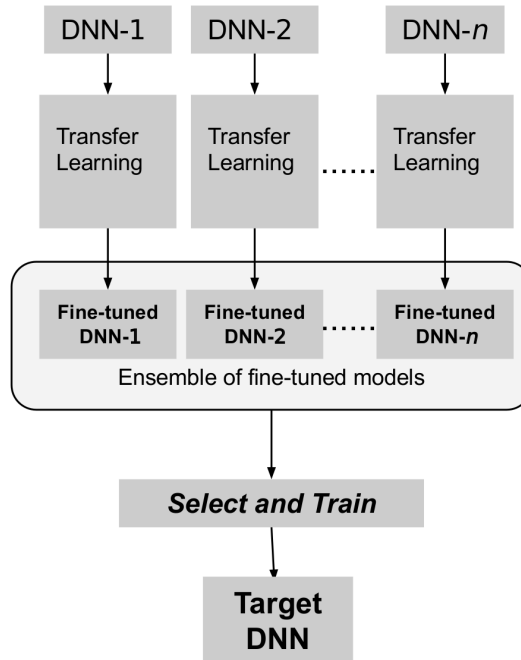 DNN-1 DNN-2 DNN-n
Transfer Learning
Transfer Learning
Transfer Learning
Fine-tuned DNN-1
Fine-tuned DNN-2
Fine-tuned DNN-n
Ensemble of fine-tuned models
Select and Train
Target
DNN